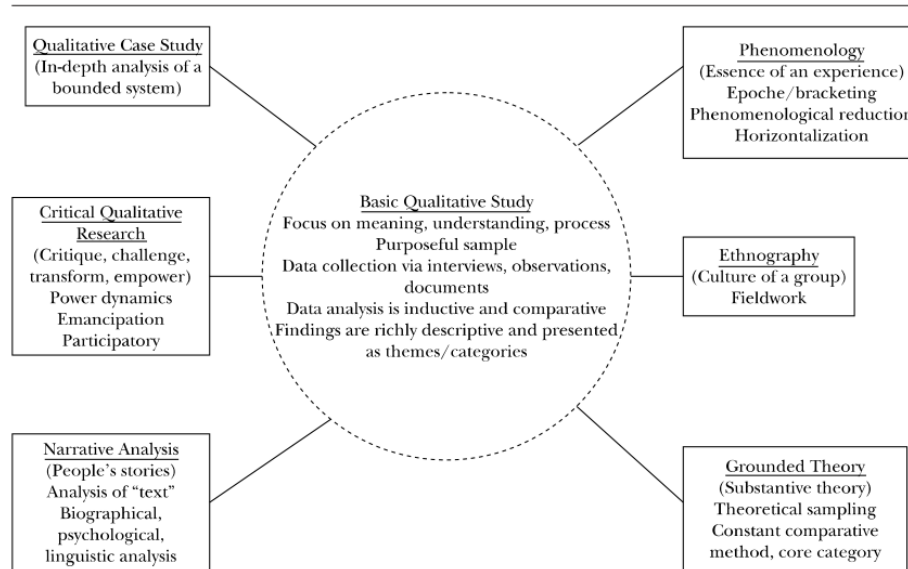 Qualitative Case Study
(In-depth analysis of a
bounded system)
Phenomenology
(Essence of an experience)
Epoche/bracketing
Phenomenological reduction
Horizontalization
Critical Qualitative
Research
(Critique, challenge,
transform, empower)
Power dynamics
Emancipation
Participatory
Basic Qualitative Study
Focus on meaning, understanding, process
Purposeful sample
Data collection via interviews, observations,
documents
Data analysis is inductive and comparative
Findings are richly descriptive and presented
as themes/categories
Ethnography
(Culture of a group)
Fieldwork
Narrative Analysis
(People’s stories)
Analysis of “text”
Biographical,
psychological,
linguistic analysis
Grounded Theory
(Substantive theory)
Theoretical sampling
Constant comparative
method, core category